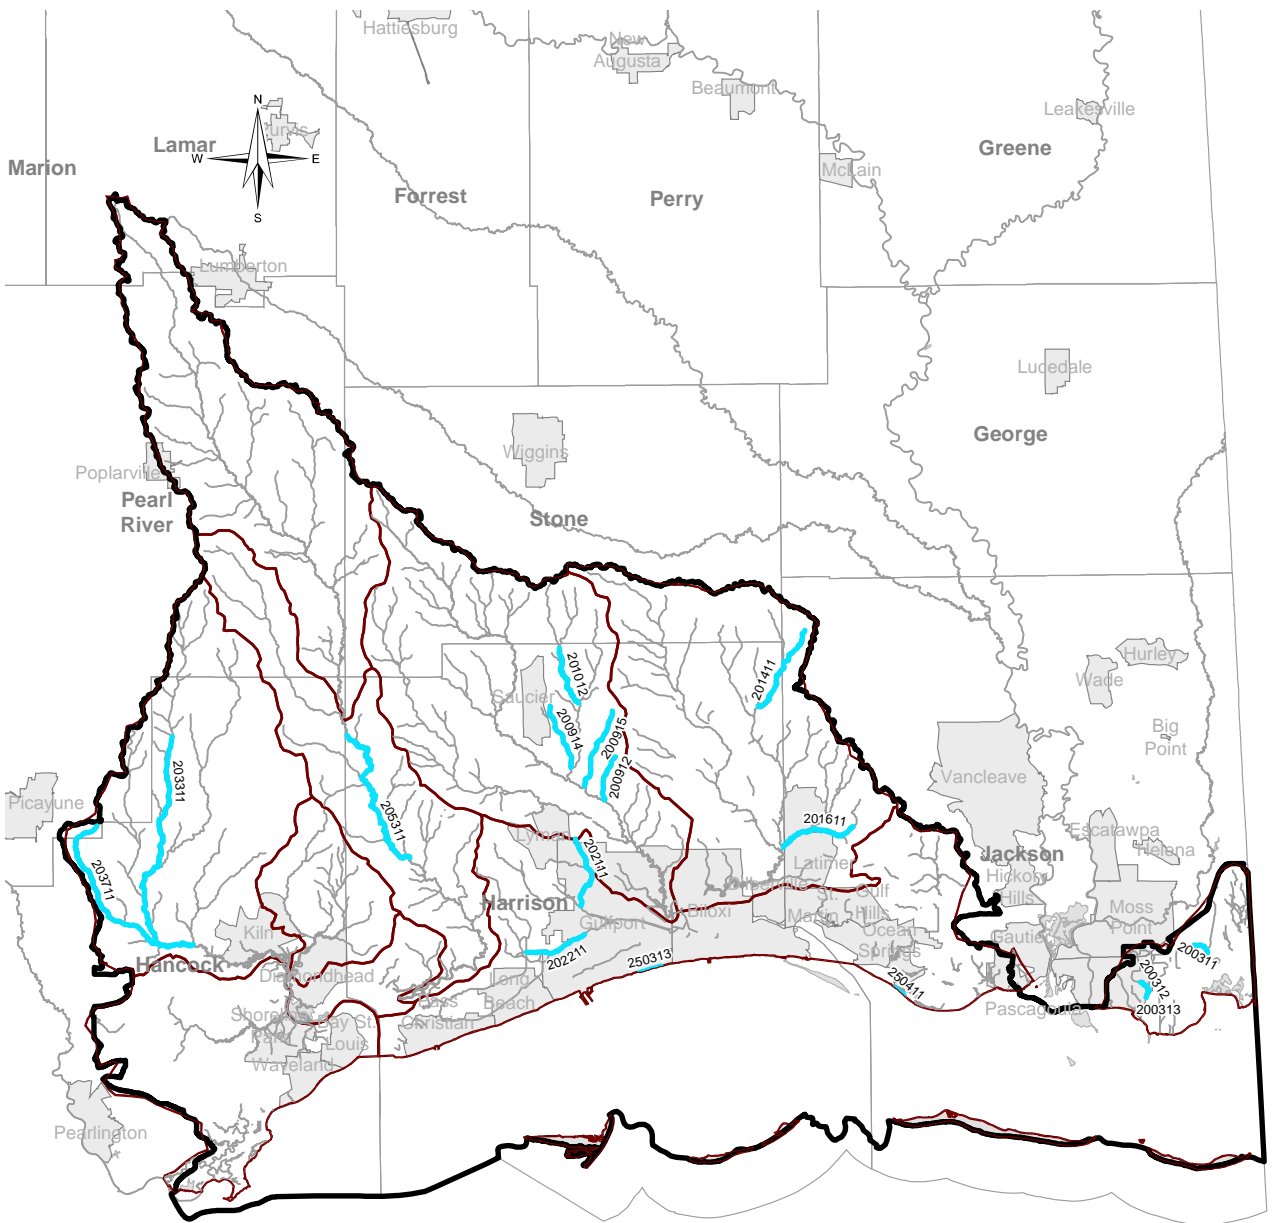 Hattiesburg
New
Augusta
Beaumont
Leakesville
N
Purvis
Lamar
W
E
S
Marion
Greene
McLain
Forrest
Perry
Lumberton
Lucedale
George
Wiggins
Poplarville
Pearl
River
Stone
Hurley
Wade
201012
201411
Saucier
200914
200915
200912
Big
Point
203311
205311
Vancleave
Picayune
201611
Lyman
202111
Escatawpa
Helena
Jackson
Latimer
Hickory
Hills
203711
D'Iberville
St.
Martin
Gulf
Hills
Harrison
Biloxi
Gulfport
Moss
Point
Kiln
Ocean
Springs
Gautier
200311
Hancock
202211
250313
Diamondhead
Long
Beach
250411
200312
Pass
Christian
Pascagoula
200313
Shoreline
Park
Bay St.
Louis
Waveland
Pearlington